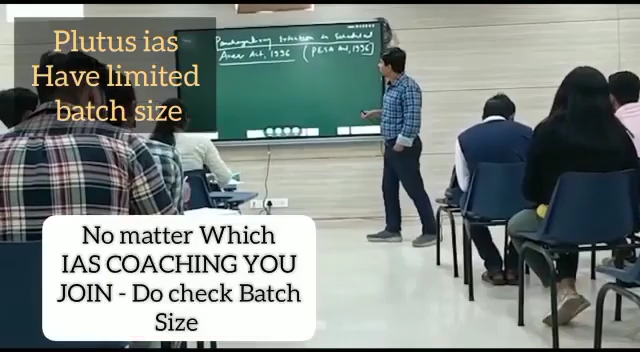 Plutus ias
Have limited
batch size
Extension to Scheduled
Areas Act, 1996 (PESA Act, 1996)
No matter Which
IAS COACHING YOU
JOIN - Do check Batch
Size